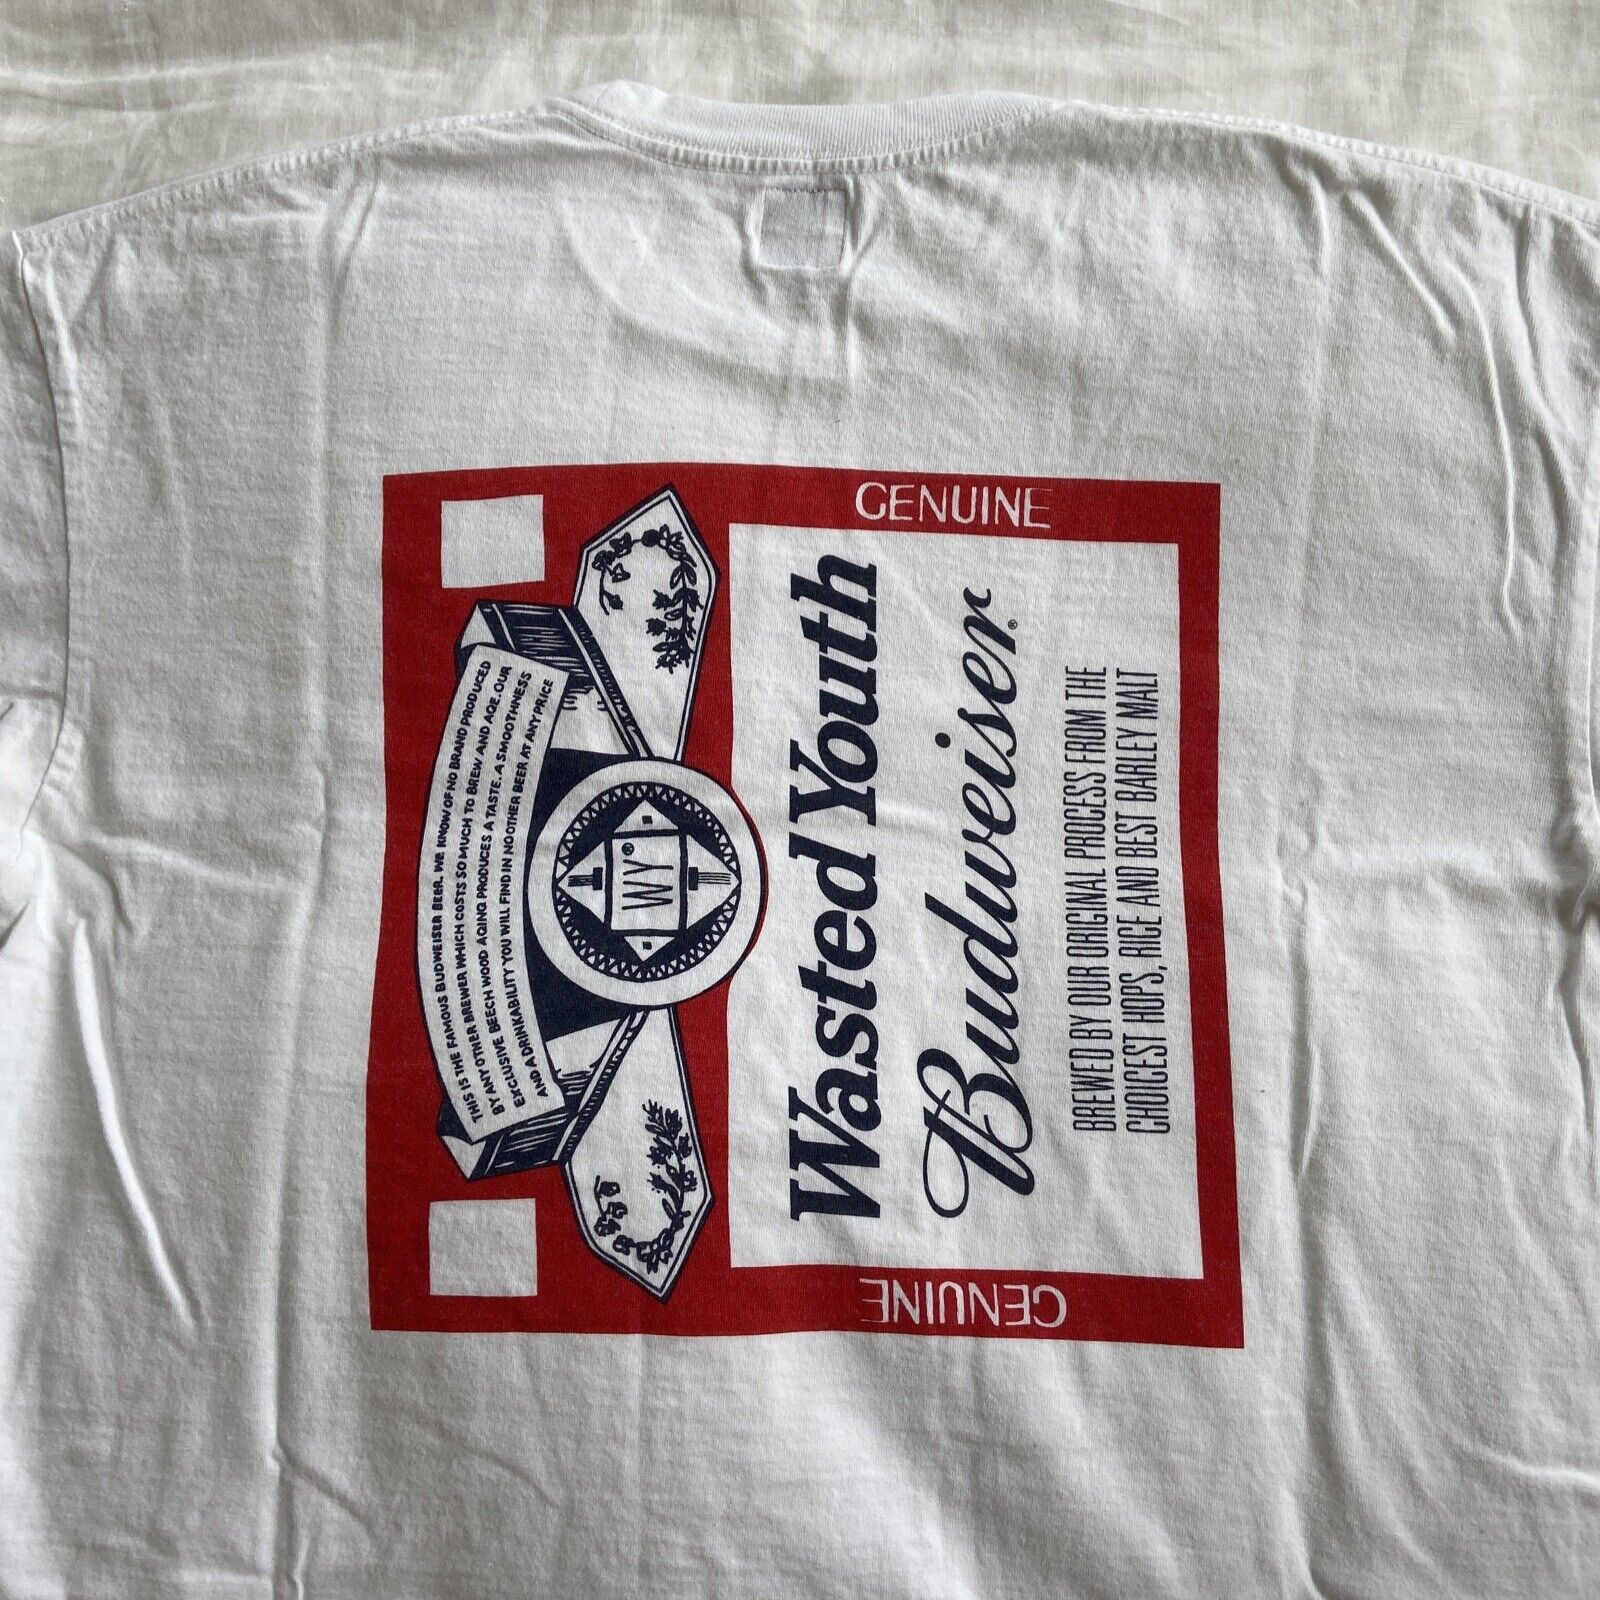 THIS IS THE FAMOUS BUDWEISER BEER. WE KNOW OF NO BRAND PRODUCED
BY ANY OTHER BREWER WHICH COSTS SO MUCH TO BREW AND AQE. OUR
EXCLUSIVE BEECH WOOD AQING PRODUCES A TASTE. A SMOOTHNESS
AND A DRINKABILITY YOU WILL FIND IN NO OTHER BEER AT ANY PRICE
WY®
GENUINE
GENUINE
Wasted Youth
Budweiser®
BREWED BY OUR ORIGINAL PROCESS FROM THE
CHOICEST HOPS, RICE AND BEST BARLEY MALT